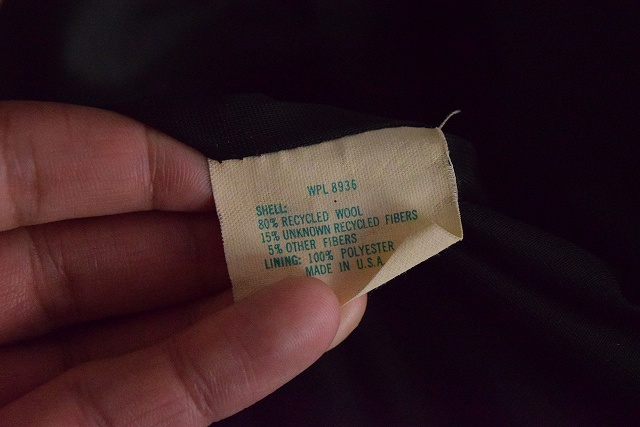 WPL 8936
SHELL:
80% RECYCLED WOOL
15% UNKNOWN RECYCLED FIBERS
5% OTHER FIBERS
LINING: 100% POLYESTER
MADE IN U.S.A.